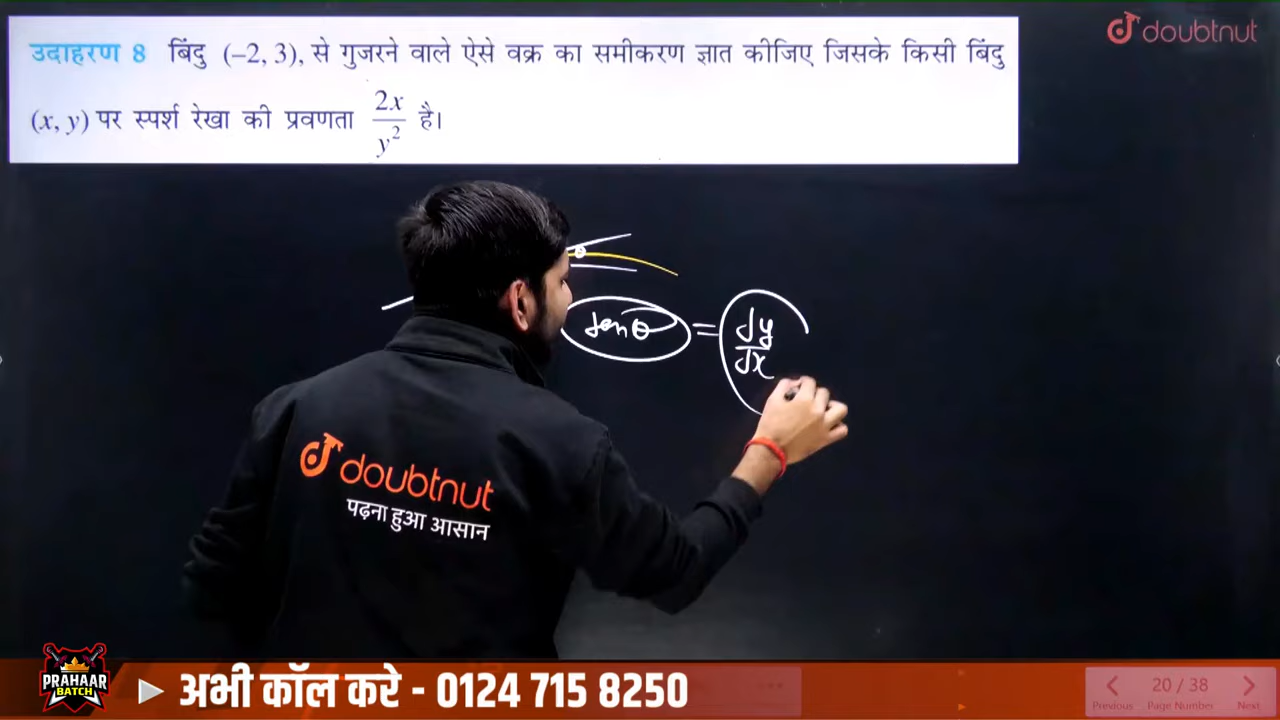 doubtnut
उदाहरण 8 बिंदु (–2, 3), से गुजरने वाले ऐसे वक्र का समीकरण ज्ञात कीजिए जिसके किसी बिंदु
(x, y) पर स्पर्श रेखा की प्रवणता 2x/y² है।
θ
tanθ = dy/dx
doubtnut
पढ़ना हुआ आसान
PRAHAAR
BATCH
अभी कॉल करे - 0124 715 8250
20 / 38
Previous Page Number Next